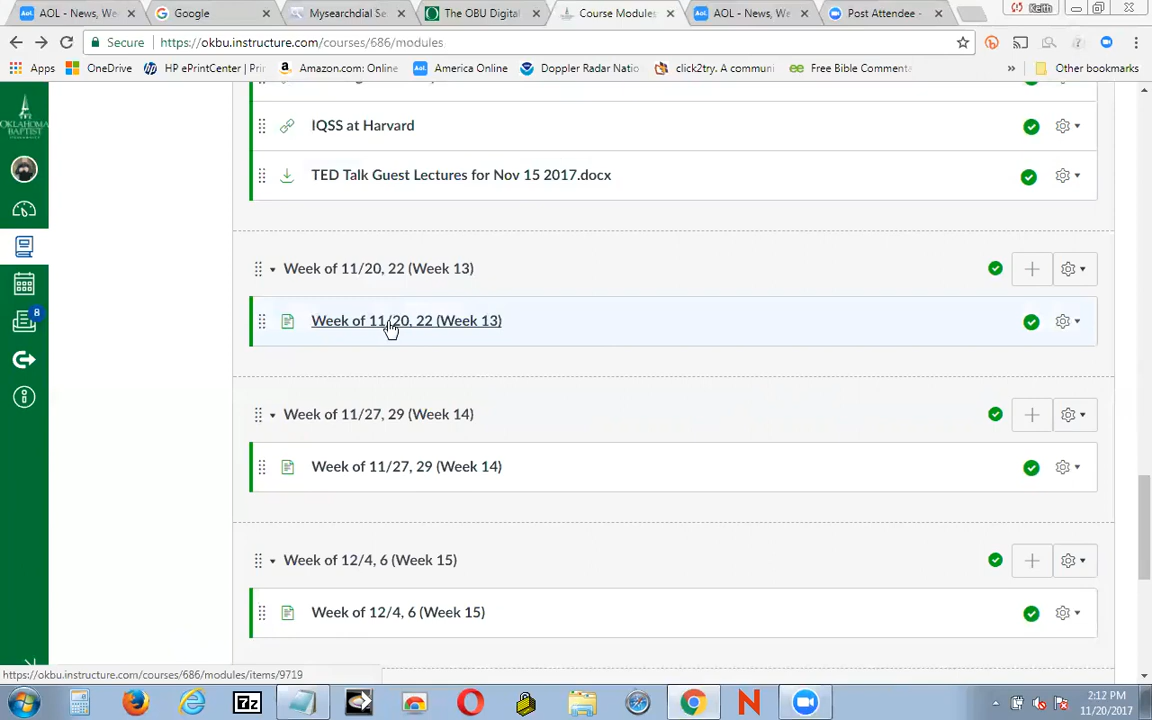 AOL - News, We
Google
Mysearchdial Se
The OBU Digital
Course Modules
AOL - News, We
Post Attendee -
Keith
Secure
https://okbu.instructure.com/courses/686/modules
Apps
OneDrive
HP ePrintCenter | Pri
Amazon.com: Online
America Online
Doppler Radar Natio
click2try. A communi
Free Bible Comment
»
Other bookmarks
OKLAHOMA
BAPTIST
IQSS at Harvard
TED Talk Guest Lectures for Nov 15 2017.docx
Week of 11/20, 22 (Week 13)
Week of 11/20, 22 (Week 13)
8
Week of 11/27, 29 (Week 14)
Week of 11/27, 29 (Week 14)
Week of 12/4, 6 (Week 15)
Week of 12/4, 6 (Week 15)
https://okbu.instructure.com/courses/686/modules/items/9719
2:12 PM
11/20/2017